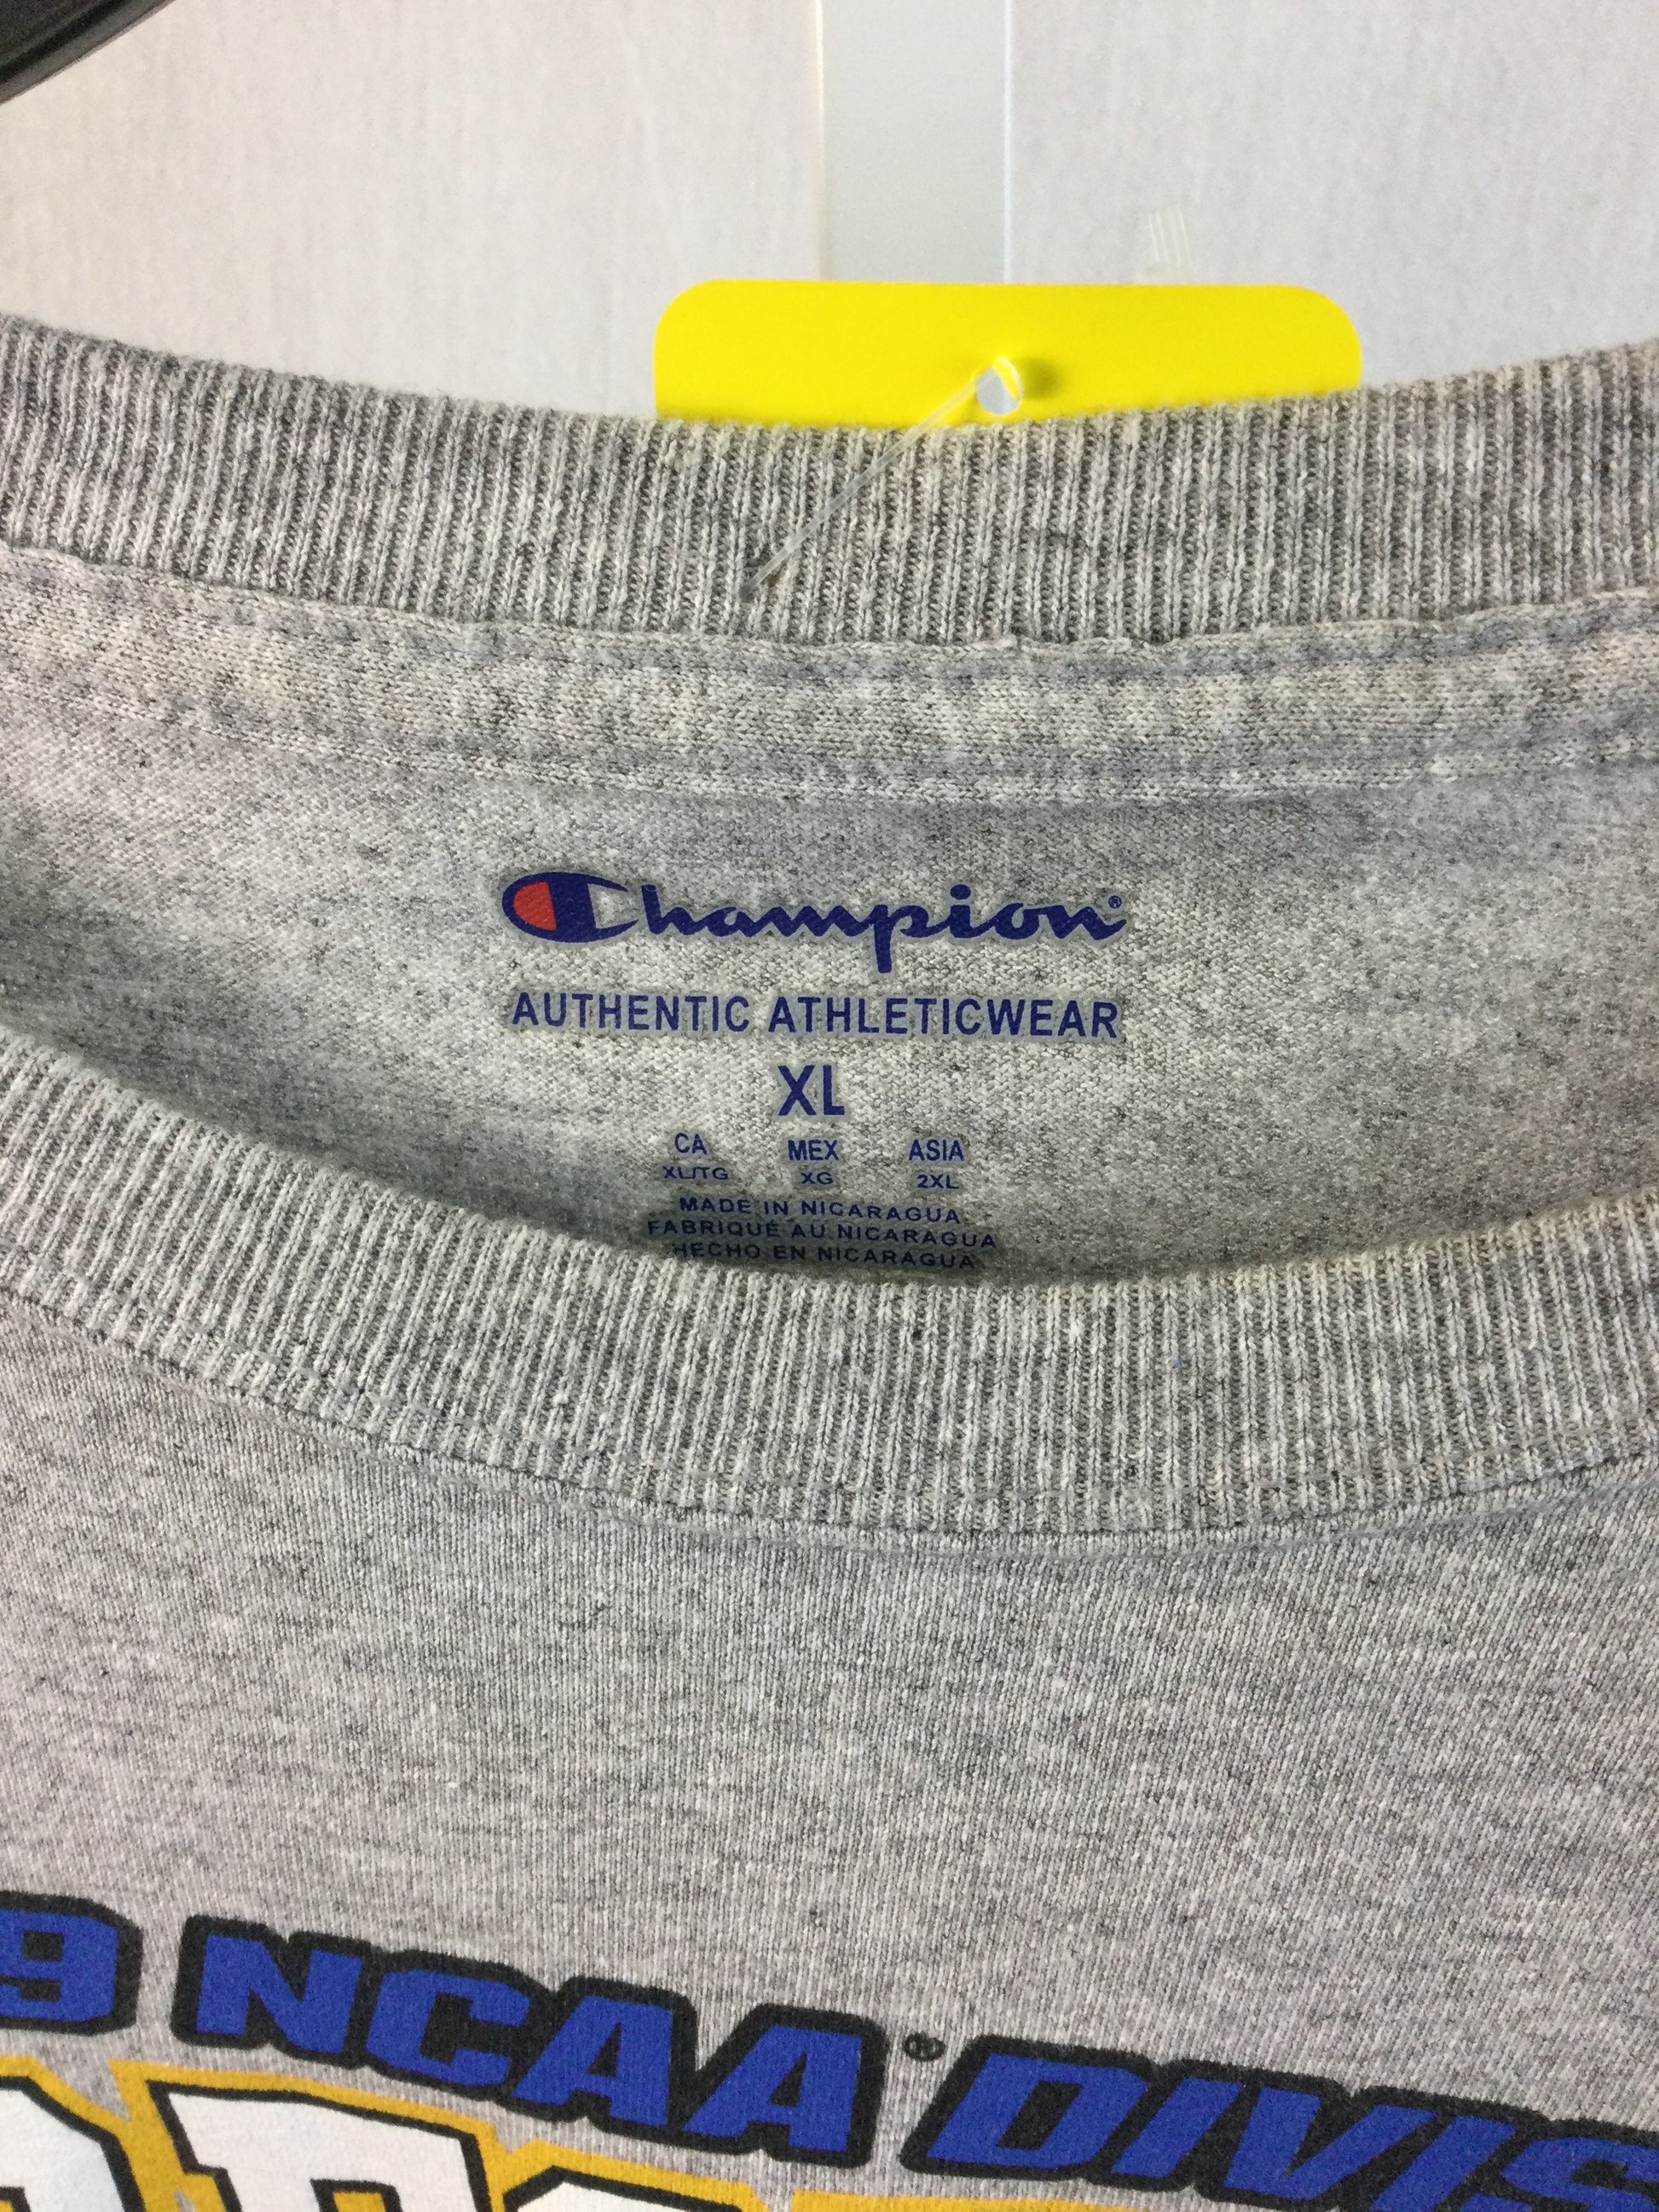 Champion®
AUTHENTIC ATHLETICWEAR
XL
CA MEX ASIA
XL/TG XG 2XL
MADE IN NICARAGUA
FABRIQUÉ AU NICARAGUA
HECHO EN NICARAGUA
9 NCAA® DIVIS